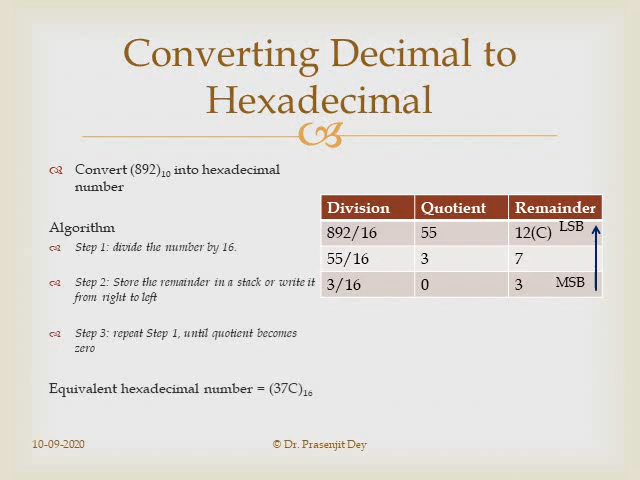 Converting Decimal to
Hexadecimal
Convert (892)₁₀ into hexadecimal
number
Algorithm
Step 1: divide the number by 16.
Step 2: Store the remainder in a stack or write it
from right to left
Step 3: repeat Step 1, until quotient becomes
zero
Equivalent hexadecimal number = (37C)₁₆
Division Quotient Remainder
892/16 55 12(C) LSB
55/16 3 7
3/16 0 3 MSB
10-09-2020 © Dr. Prasenjit Dey